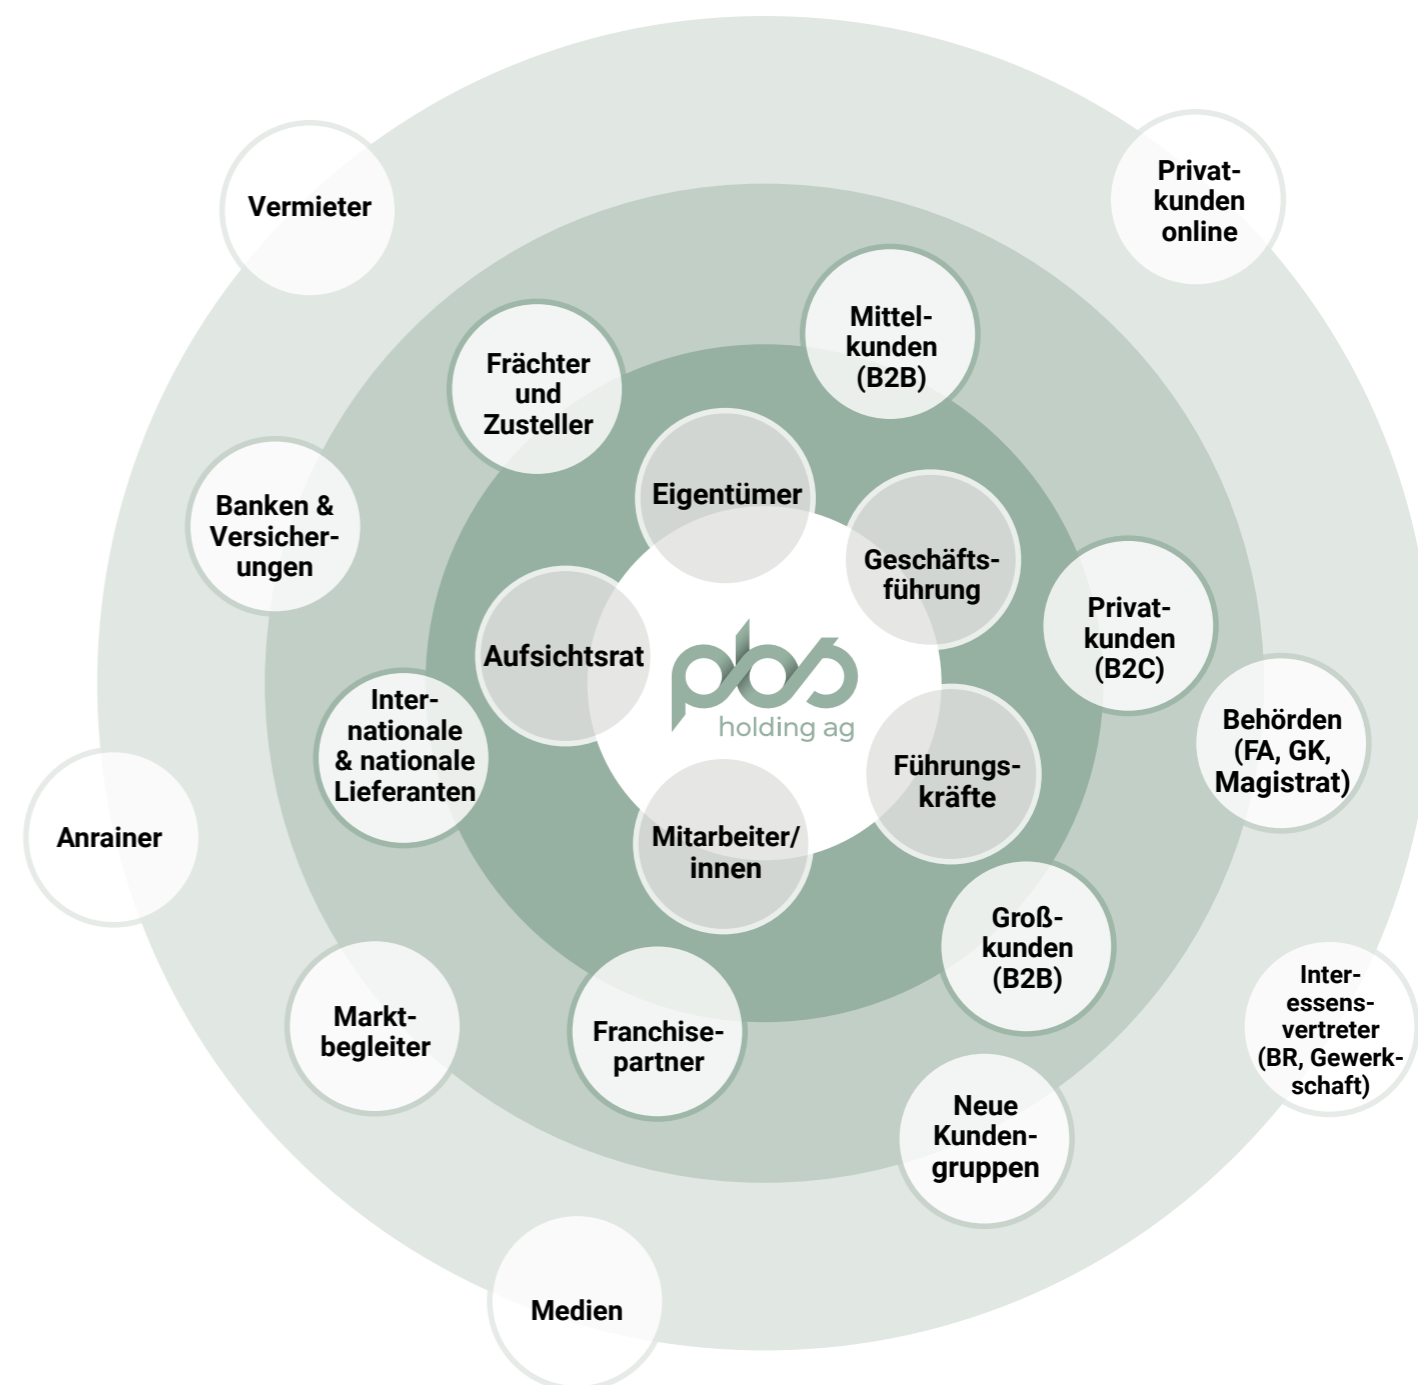 Vermieter
Privat-
kunden
online
Mittel-
kunden
(B2B)
Frächter
und
Zusteller
Eigentümer
Banken &
Versicher-
ungen
Geschäfts-
führung
Privat-
kunden
(B2C)
Aufsichtsrat
pbs
holding ag
Inter-
nationale
& nationale
Lieferanten
Behörden
(FA, GK,
Magistrat)
Führungs-
kräfte
Anrainer
Mitarbeiter/
innen
Groß-
kunden
(B2B)
Inter-
essens-
vertreter
(BR, Gewerk-
schaft)
Markt-
begleiter
Franchise-
partner
Neue
Kunden-
gruppen
Medien